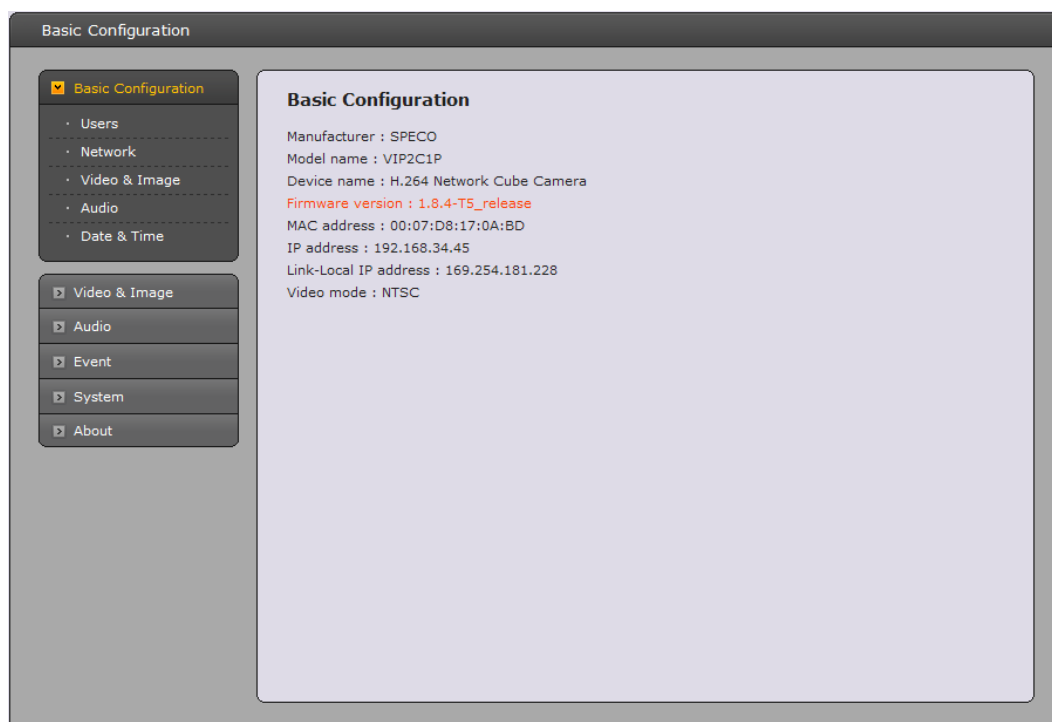 Basic Configuration
Basic Configuration
· Users
· Network
· Video & Image
· Audio
· Date & Time
Video & Image
Audio
Event
System
About
Basic Configuration
Manufacturer : SPECO
Model name : VIP2C1P
Device name : H.264 Network Cube Camera
Firmware version : 1.8.4-T5_release
MAC address : 00:07:D8:17:0A:BD
IP address : 192.168.34.45
Link-Local IP address : 169.254.181.228
Video mode : NTSC